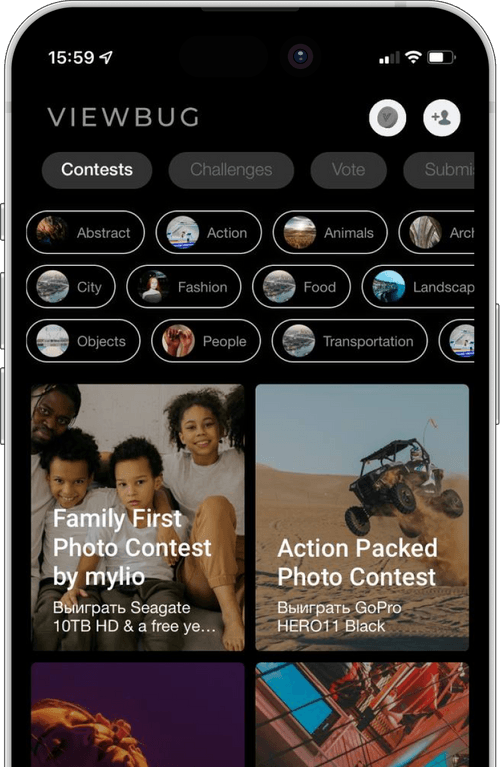 15:59
VIEWBUG
Contests Challenges Vote Submi
Abstract Action Animals Arch
City Fashion Food Landscap
Objects People Transportation
Family First
Photo Contest
by mylio
Выиграть Seagate
10TB HD & a free ye...
Action Packed
Photo Contest
Выиграть GoPro
HERO11 Black